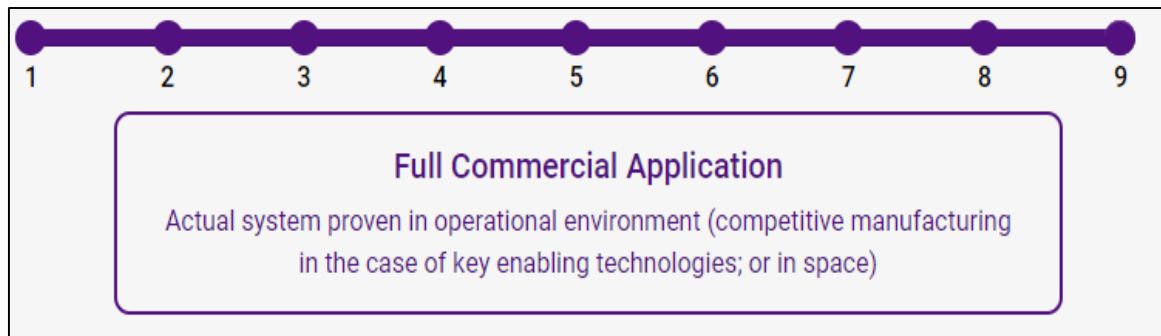 1 2 3 4 5 6 7 8 9
Full Commercial Application
Actual system proven in operational environment (competitive manufacturing
in the case of key enabling technologies; or in space)